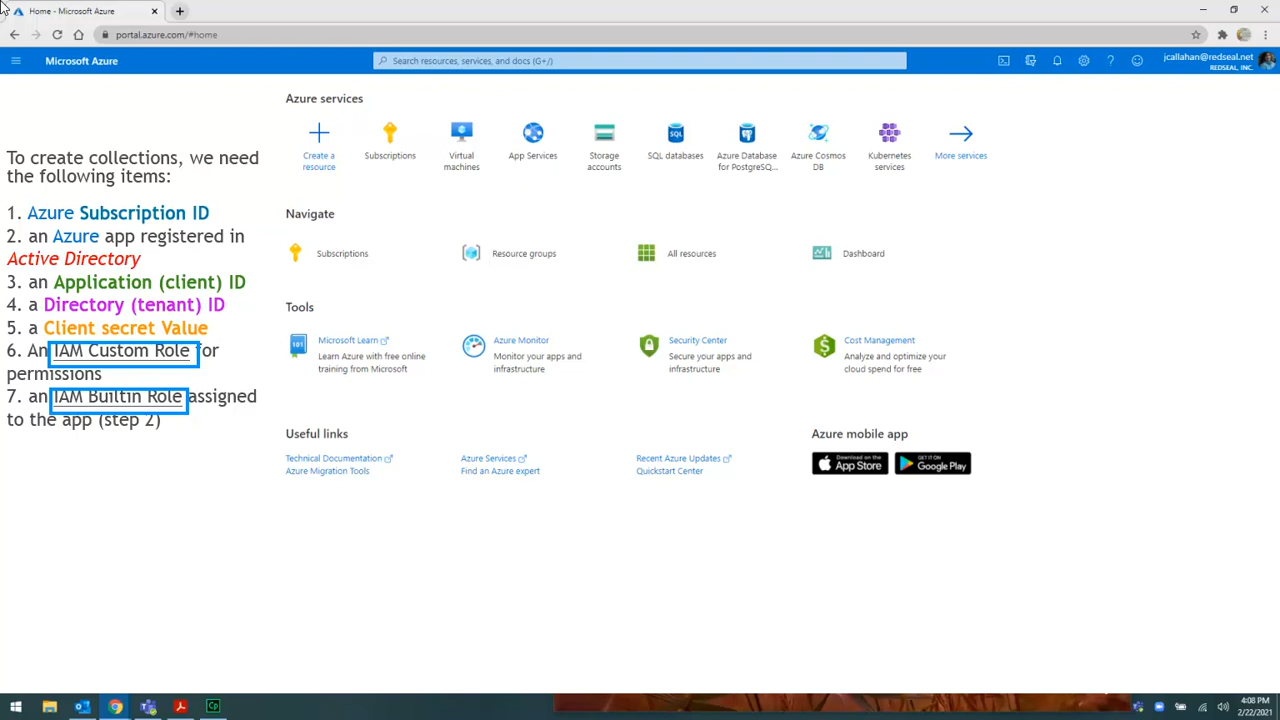 Home - Microsoft Azure
portal.azure.com/#home
Microsoft Azure
Search resources, services, and docs (G+/)
jcallahan@redseal.net
REDSEAL, INC.
To create collections, we need
the following items:
1. Azure Subscription ID
2. an Azure app registered in
Active Directory
3. an Application (client) ID
4. a Directory (tenant) ID
5. a Client secret Value
6. An IAM Custom Role for
permissions
7. an IAM Builtin Role assigned
to the app (step 2)
Azure services
Create a
resource
Subscriptions
Virtual
machines
App Services
Storage
accounts
SQL databases
Azure Database
for PostgreSQ...
Azure Cosmos
DB
Kubernetes
services
More services
Navigate
Subscriptions
Resource groups
All resources
Dashboard
Tools
Microsoft Learn
Learn Azure with free online
training from Microsoft
Azure Monitor
Monitor your apps and
infrastructure
Security Center
Secure your apps and
infrastructure
Cost Management
Analyze and optimize your
cloud spend for free
Useful links
Technical Documentation
Azure Services
Recent Azure Updates
Azure Migration Tools
Find an Azure expert
Quickstart Center
Azure mobile app
Download on the
App Store
GET IT ON
Google Play
4:08 PM
2/22/2021